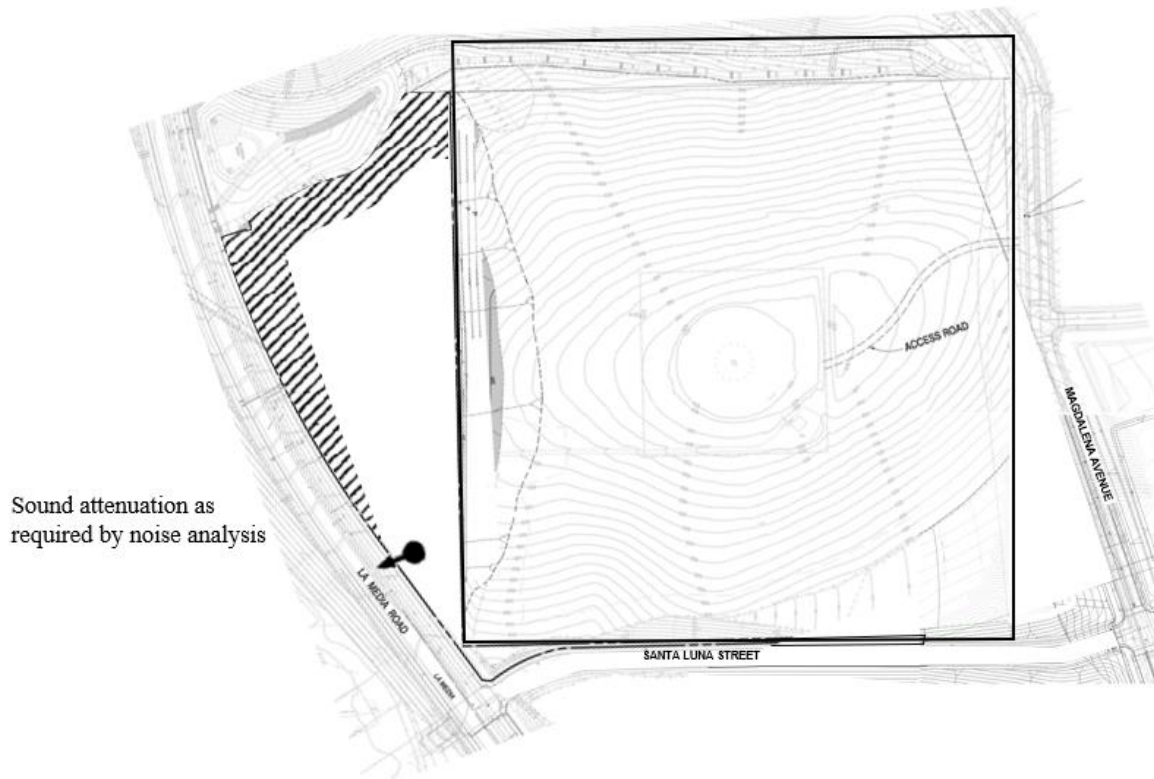 ACCESS ROAD
MAGDALENA AVENUE
Sound attenuation as
required by noise analysis
LA MEDIA ROAD
SANTA LUNA STREET
LA MEDIA